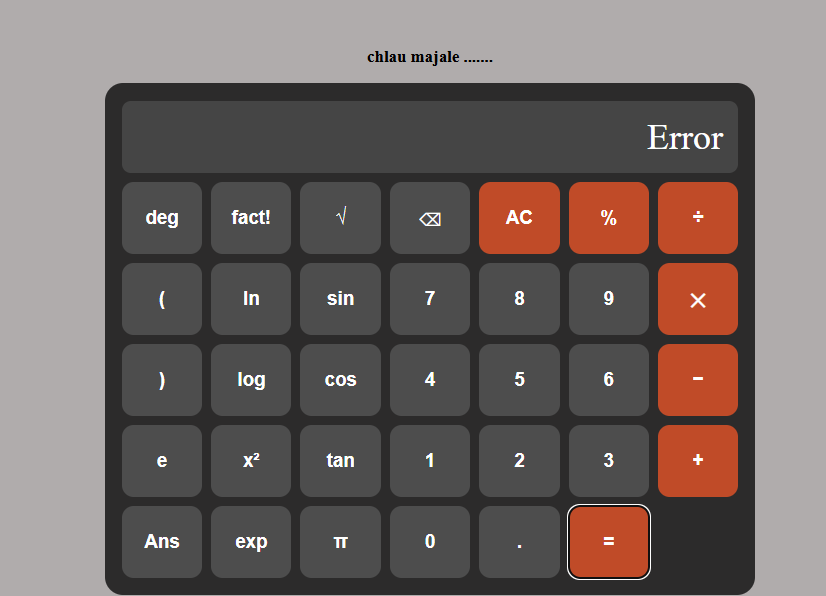 chlau majale .......
Error
deg fact! √ ⌫ AC % ÷
( ln sin 7 8 9 ×
) log cos 4 5 6 −
e x² tan 1 2 3 +
Ans exp π 0 . =